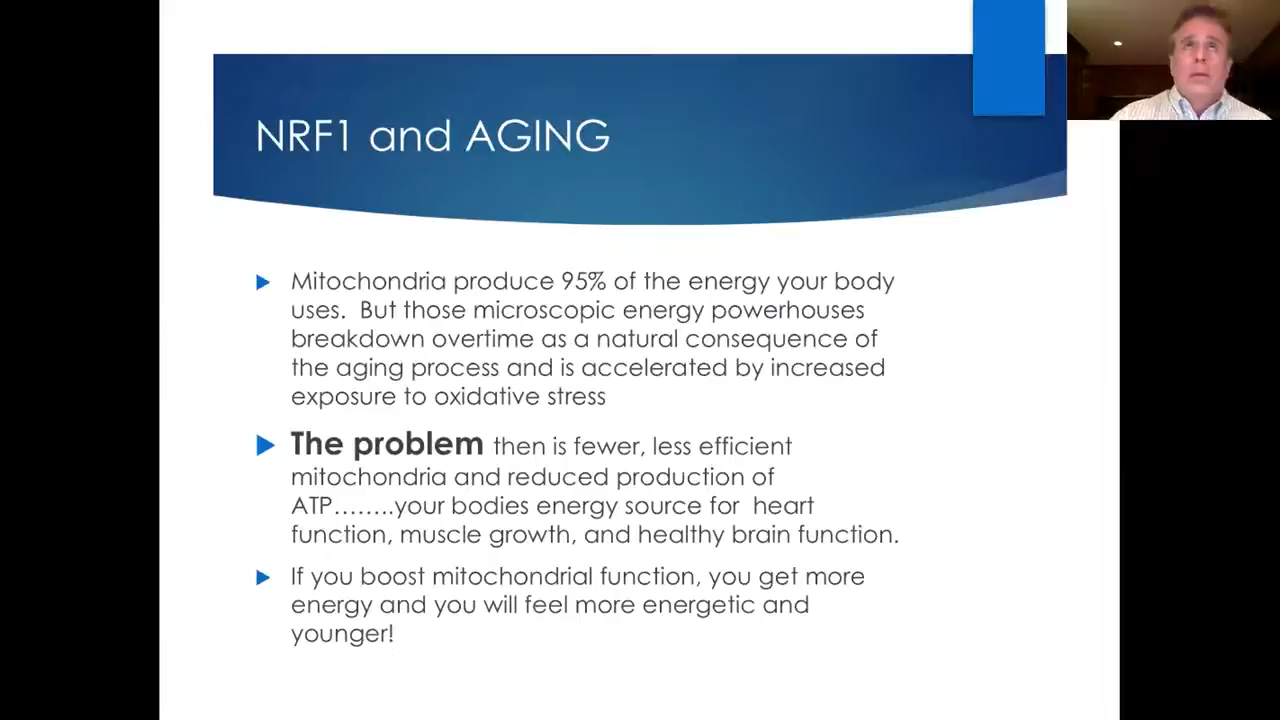 NRF1 and AGING
Mitochondria produce 95% of the energy your body
uses.  But those microscopic energy powerhouses
breakdown overtime as a natural consequence of
the aging process and is accelerated by increased
exposure to oxidative stress
The problem then is fewer, less efficient
mitochondria and reduced production of
ATP........your bodies energy source for  heart
function, muscle growth, and healthy brain function.
If you boost mitochondrial function, you get more
energy and you will feel more energetic and
younger!